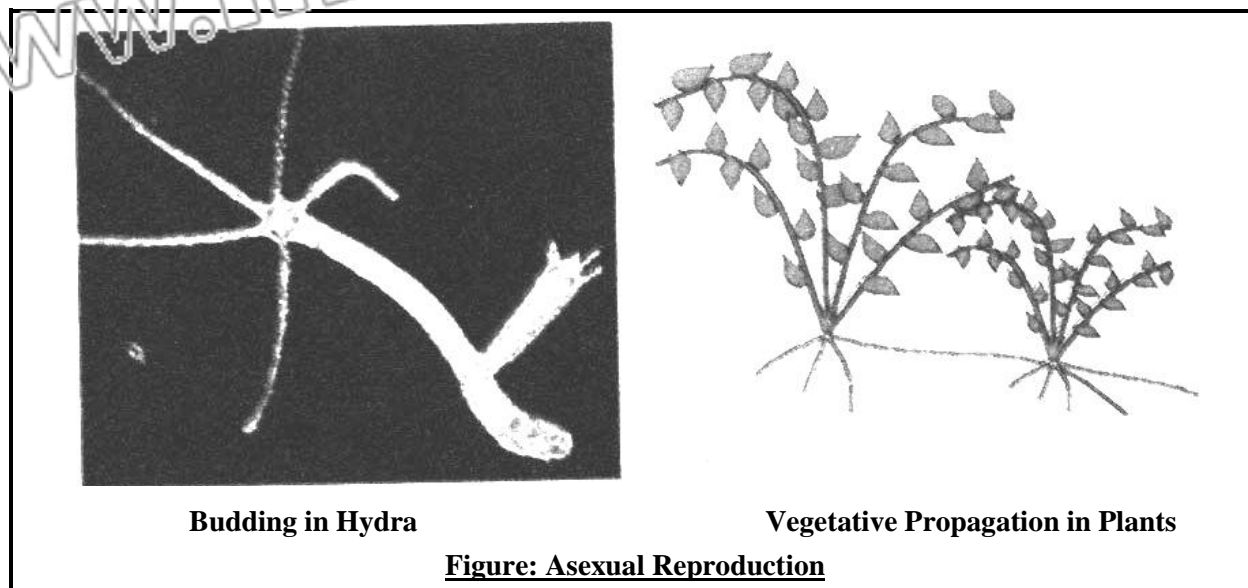 Budding in Hydra
Vegetative Propagation in Plants
Figure: Asexual Reproduction